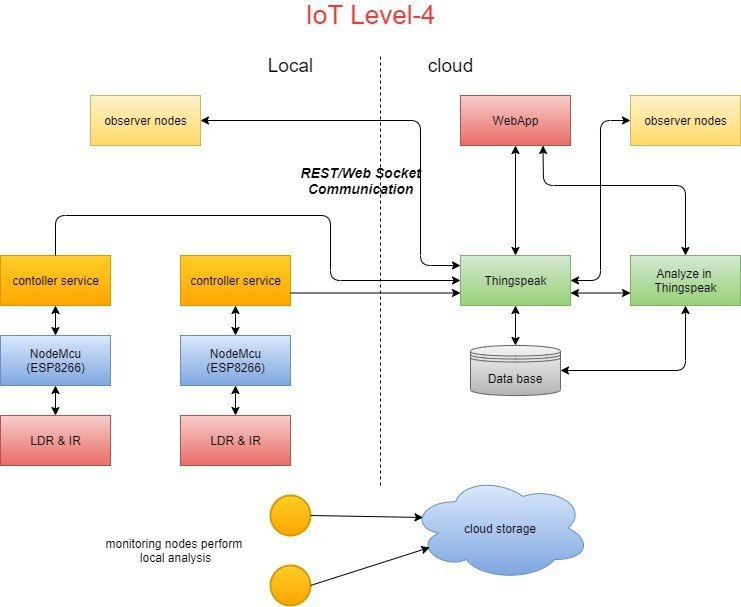 IoT Level-4
Local
cloud
observer nodes
WebApp
observer nodes
REST/Web Socket
Communication
contoller service
controller service
Thingspeak
Analyze in
Thingspeak
NodeMcu
(ESP8266)
NodeMcu
(ESP8266)
Data base
LDR & IR
LDR & IR
cloud storage
monitoring nodes perform
local analysis